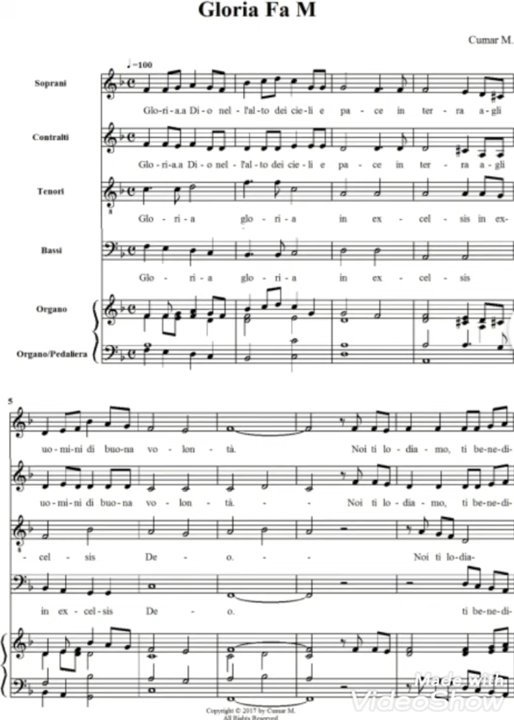 Gloria Fa M
Cumar M.
♩=100
Soprani
Glo-ri-a.a Di-o nel-l'al-to dei cie-li e pa-ce in ter-ra a-gli
Contralti
Glo-ri-a.a Di-o nel-l'al-to dei cie-li e pa-ce in ter-ra a-gli
Tenori
Glo-ri-a glo-ri-a in ex-cel-sis in ex-
Bassi
Glo-ri-a glo-ri-a in ex-cel-sis
Organo
Organo/Pedaliera
5
uo-mi-ni di buo-na vo-lon-tà. Noi ti lo-dia-mo, ti be-ne-di-
uo-mi-ni di buo-na vo-lon-tà. - - Noi ti lo-dia-mo, ti be-ne-di-
cel-sis De-o. Noi ti lo-dia-
in ex-cel-sis De-o. ti be-ne-di-
Copyright © 2017 by Cumar M.
All Rights Reserved
Made with
VideoShow